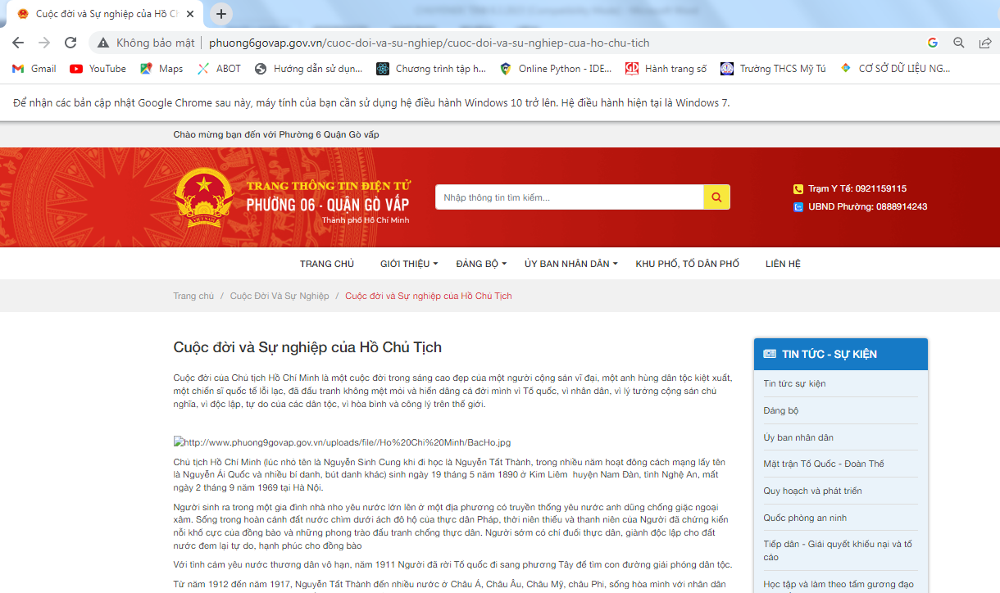 Cuộc đời và Sự nghiệp của Hồ Ch
Không bảo mật
phuong6govap.gov.vn/cuoc-doi-va-su-nghiep/cuoc-doi-va-su-nghiep-cua-ho-chu-tich
Gmail
YouTube
Maps
ABOT
Hướng dẫn sử dụn...
Chương trình tập h...
Online Python - IDE...
Hành trang số
Trường THCS Mỹ Tú
CƠ SỞ DỮ LIỆU NG...
Để nhận các bản cập nhật Google Chrome sau này, máy tính của bạn cần sử dụng hệ điều hành Windows 10 trở lên. Hệ điều hành hiện tại là Windows 7.
Chào mừng bạn đến với Phường 6 Quận Gò vấp
TRANG THÔNG TIN ĐIỆN TỬ
PHƯỜNG 06 - QUẬN GÒ VẤP
Thành phố Hồ Chí Minh
VIỆT NAM
Nhập thông tin tìm kiếm...
Trạm Y Tế: 0921159115
UBND Phường: 0888914243
TRANG CHỦ
GIỚI THIỆU
ĐẢNG BỘ
ỦY BAN NHÂN DÂN
KHU PHỐ, TỔ DÂN PHỐ
LIÊN HỆ
Trang chủ / Cuộc Đời Và Sự Nghiệp / Cuộc đời và Sự nghiệp của Hồ Chủ Tịch
Cuộc đời và Sự nghiệp của Hồ Chủ Tịch
Cuộc đời của Chủ tịch Hồ Chí Minh là một cuộc đời trong sáng cao đẹp của một người cộng sản vĩ đại, một anh hùng dân tộc kiệt xuất,
một chiến sĩ quốc tế lỗi lạc, đã đấu tranh không mệt mỏi và hiến dâng cả đời mình vì Tổ quốc, vì nhân dân, vì lý tưởng cộng sản chủ
nghĩa, vì độc lập, tự do của các dân tộc, vì hòa bình và công lý trên thế giới.
http://www.phuong9govap.gov.vn/uploads/file//Ho%20Chi%20Minh/BacHo.jpg
Chủ tịch Hồ Chí Minh (lúc nhỏ tên là Nguyễn Sinh Cung khi đi học là Nguyễn Tất Thành, trong nhiều năm hoạt đông cách mạng lấy tên
là Nguyễn Ái Quốc và nhiều bí danh, bút danh khác) sinh ngày 19 tháng 5 năm 1890 ở Kim Liêm huyện Nam Đàn, tỉnh Nghệ An, mất
ngày 2 tháng 9 năm 1969 tại Hà Nội.
Người sinh ra trong một gia đình nhà nho yêu nước lớn lên ở một địa phương có truyền thống yêu nước anh dũng chống giặc ngoại
xâm. Sống trong hoàn cảnh đất nước chìm dưới ách đô hộ của thực dân Pháp, thời niên thiếu và thanh niên của Người đã chứng kiến
nỗi khổ cực của đồng bào và những phong trào đấu tranh chống thực dân. Người sớm có chí đuổi thực dân, giành độc lập cho đất
nước đem lại tự do, hạnh phúc cho đồng bào
Với tình cảm yêu nước thương dân vô hạn, năm 1911 Người đã rời Tổ quốc đi sang phương Tây để tìm con đường giải phóng dân tộc.
Từ năm 1912 đến năm 1917, Nguyễn Tất Thành đến nhiều nước ở Châu Á, Châu Âu, Châu Mỹ, châu Phi, sống hòa mình với nhân dân
TIN TỨC - SỰ KIỆN
Tin tức sự kiện
Đảng bộ
Ủy ban nhân dân
Mặt trận Tổ Quốc - Đoàn Thể
Quy hoạch và phát triển
Quốc phòng an ninh
Tiếp dân - Giải quyết khiếu nại và tố
cáo
Học tập và làm theo tấm gương đạo